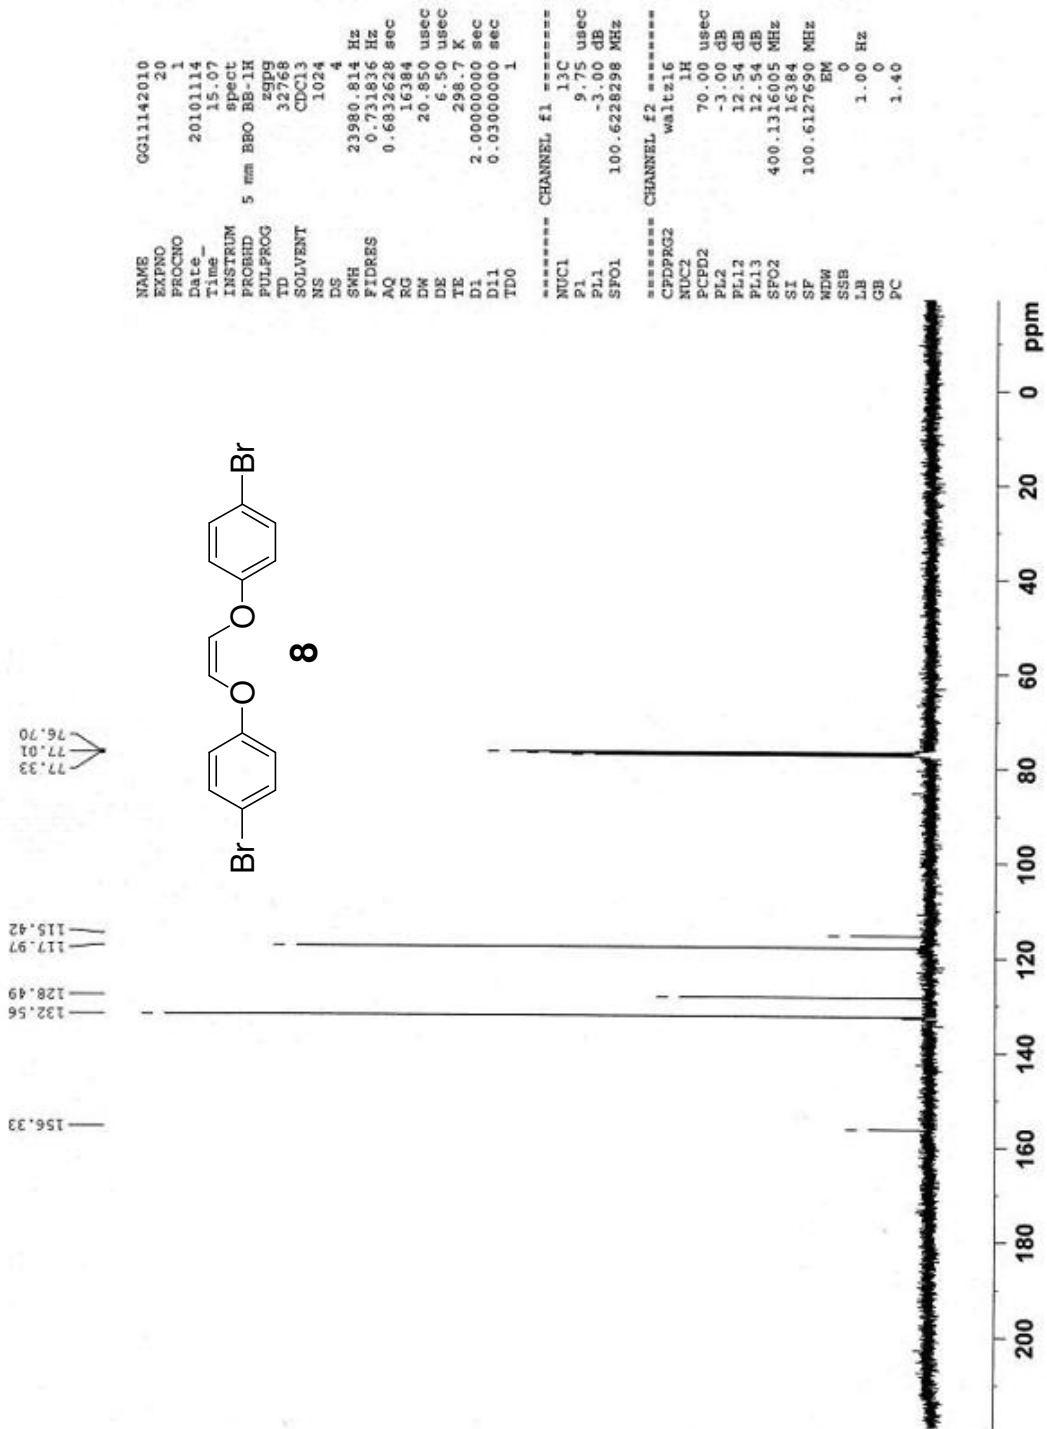 NAME GG11142010
EXPNO 20
PROCNO 1
Date_ 20101114
Time 15.07
INSTRUM spect
PROBHD 5 mm BBO BB-1H
PULPROG zgpg
TD 32768
SOLVENT CDCl3
NS 1024
DS 4
SWH 23980.814 Hz
FIDRES 0.731836 Hz
AQ 0.6832628 sec
RG 16384
DW 20.850 usec
DE 6.50 usec
TE 298.7 K
D1 2.00000000 sec
D11 0.03000000 sec
TD0 1
======== CHANNEL f1 ========
NUC1 13C
P1 9.75 usec
PL1 -3.00 dB
SFO1 100.6228298 MHz
======== CHANNEL f2 ========
CPDPRG2 waltz16
NUC2 1H
PCPD2 70.00 usec
PL2 -3.00 dB
PL12 12.54 dB
PL13 12.54 dB
SFO2 400.1316005 MHz
SI 16384
SF 100.6127690 MHz
WDW EM
SSB 0
LB 1.00 Hz
GB 0
PC 1.40
156.33
132.56
128.49
117.97
115.42
77.33
77.01
76.70
Br O O Br
8
200 180 160 140 120 100 80 60 40 20 0 ppm